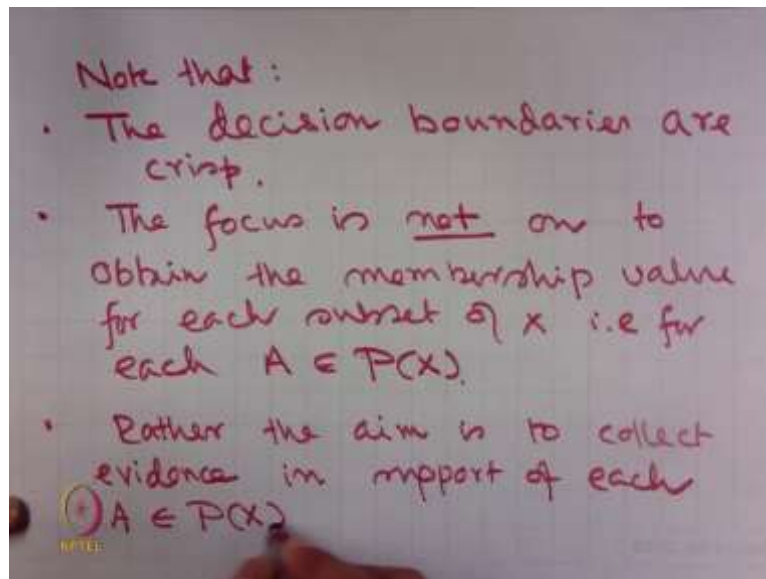 Note that:
• The decision boundaries are
crisp.
• The focus is not on to
obtain the membership value
for each subset of X i.e for
each A ∈ P(X).
• Rather the aim is to collect
evidence in support of each
A ∈ P(X)
NPTEL